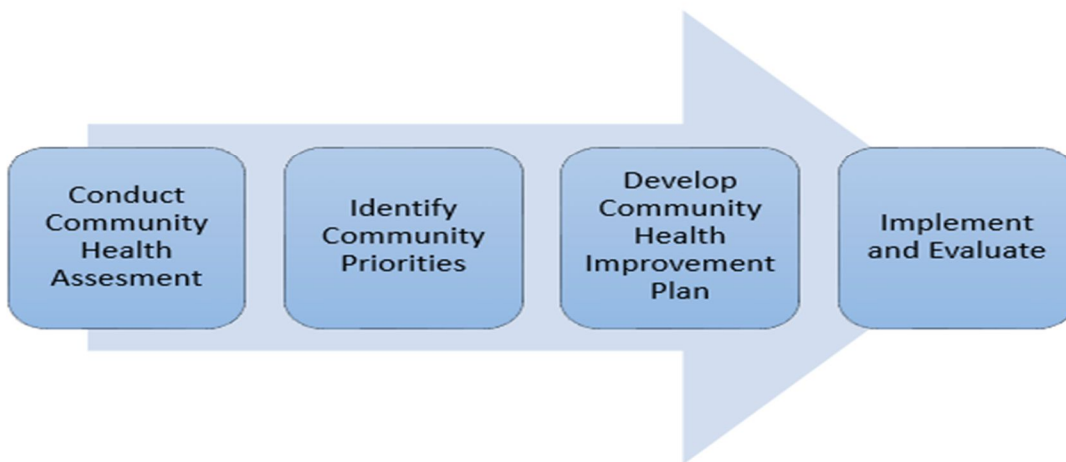 Conduct
Community
Health
Assesment
Identify
Community
Priorities
Develop
Community
Health
Improvement
Plan
Implement
and Evaluate